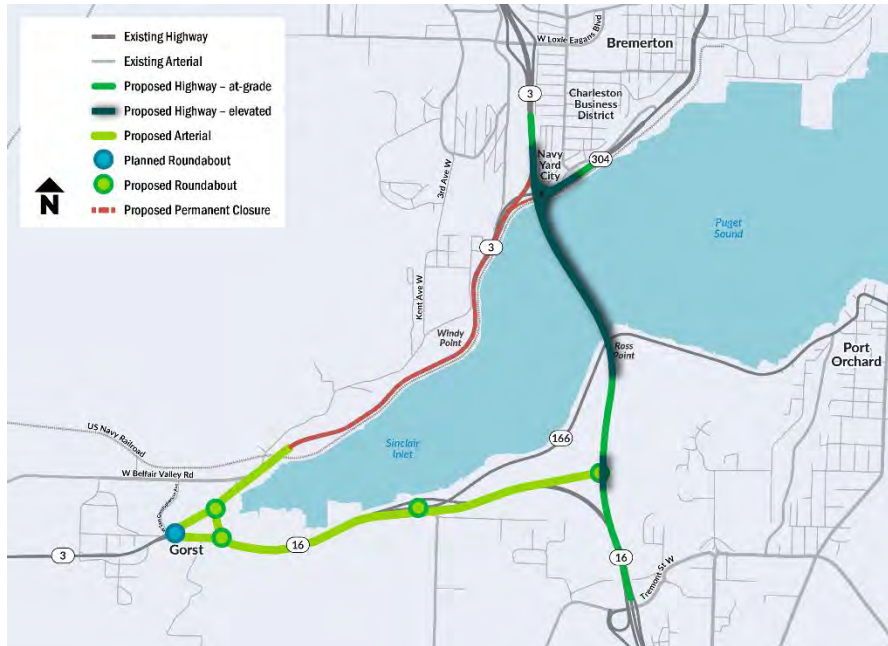 Existing Highway
Existing Arterial
Proposed Highway – at-grade
Proposed Highway – elevated
Proposed Arterial
Planned Roundabout
Proposed Roundabout
Proposed Permanent Closure
N
W Loxie Eagans Blvd
Bremerton
3
Charleston
Business
District
304
Navy
Yard
City
3rd Ave W
3
Puget
Sound
Kent Ave W
Windy
Point
Ross
Point
Port
Orchard
US Navy Railroad
166
Sinclair
Inlet
W Belfair Valley Rd
Gorst
3
16
16
Tremont St W